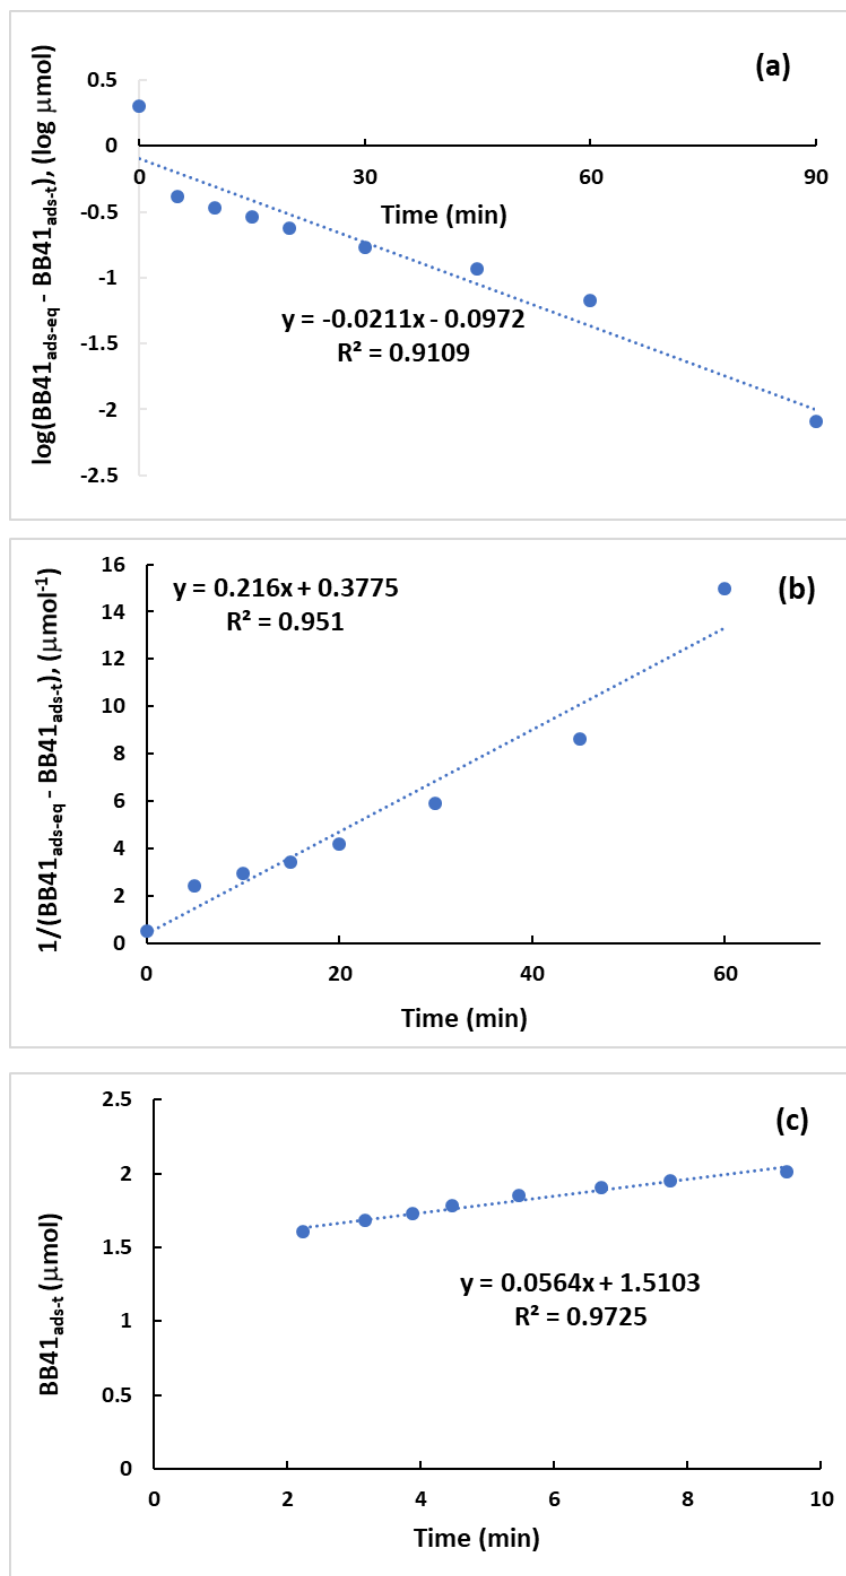 (a)
log(BB41ads-eq - BB41ads-t), (log μmol)
0.5
0
-0.5
-1
-1.5
-2
-2.5
0 30 60 90
Time (min)
y = -0.0211x - 0.0972
R² = 0.9109
(b)
1/(BB41ads-eq - BB41ads-t), (μmol-1)
y = 0.216x + 0.3775
R² = 0.951
16
14
12
10
8
6
4
2
0
0 20 40 60
Time (min)
(c)
BB41ads-t (μmol)
2.5
2
1.5
1
0.5
0
y = 0.0564x + 1.5103
R² = 0.9725
0 2 4 6 8 10
Time (min)